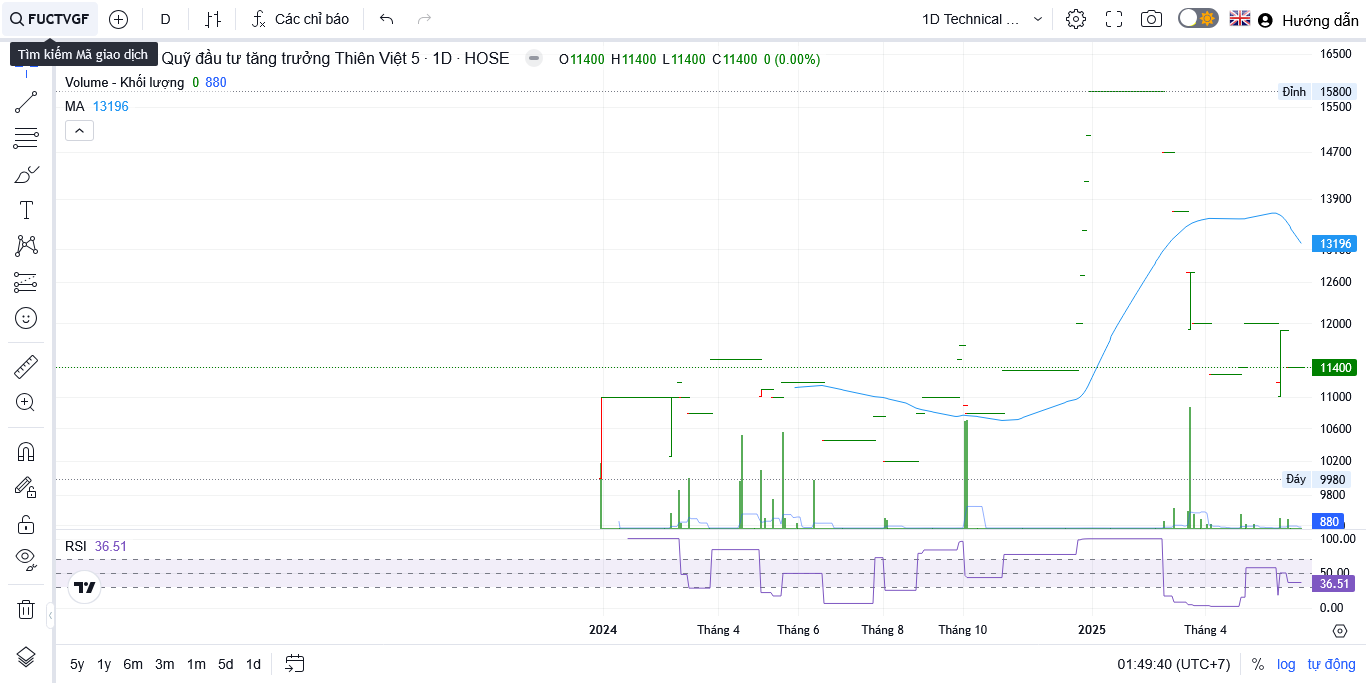 FUCTVGF
D
Các chỉ báo
1D Technical ...
Hướng dẫn
Tìm kiếm Mã giao dịch
Quỹ đầu tư tăng trưởng Thiên Việt 5 · 1D · HOSE
O11400 H11400 L11400 C11400 0 (0.00%)
Volume - Khối lượng 0 880
MA 13196
16500
Đỉnh 15800
15500
14700
13900
13196
12600
12000
11400
11000
10600
10200
Đáy 9980
9800
880
RSI 36.51
100.00
50.00
36.51
0.00
2024
Tháng 4
Tháng 6
Tháng 8
Tháng 10
2025
Tháng 4
5y 1y 6m 3m 1m 5d 1d
01:49:40 (UTC+7)
%
log
tự động